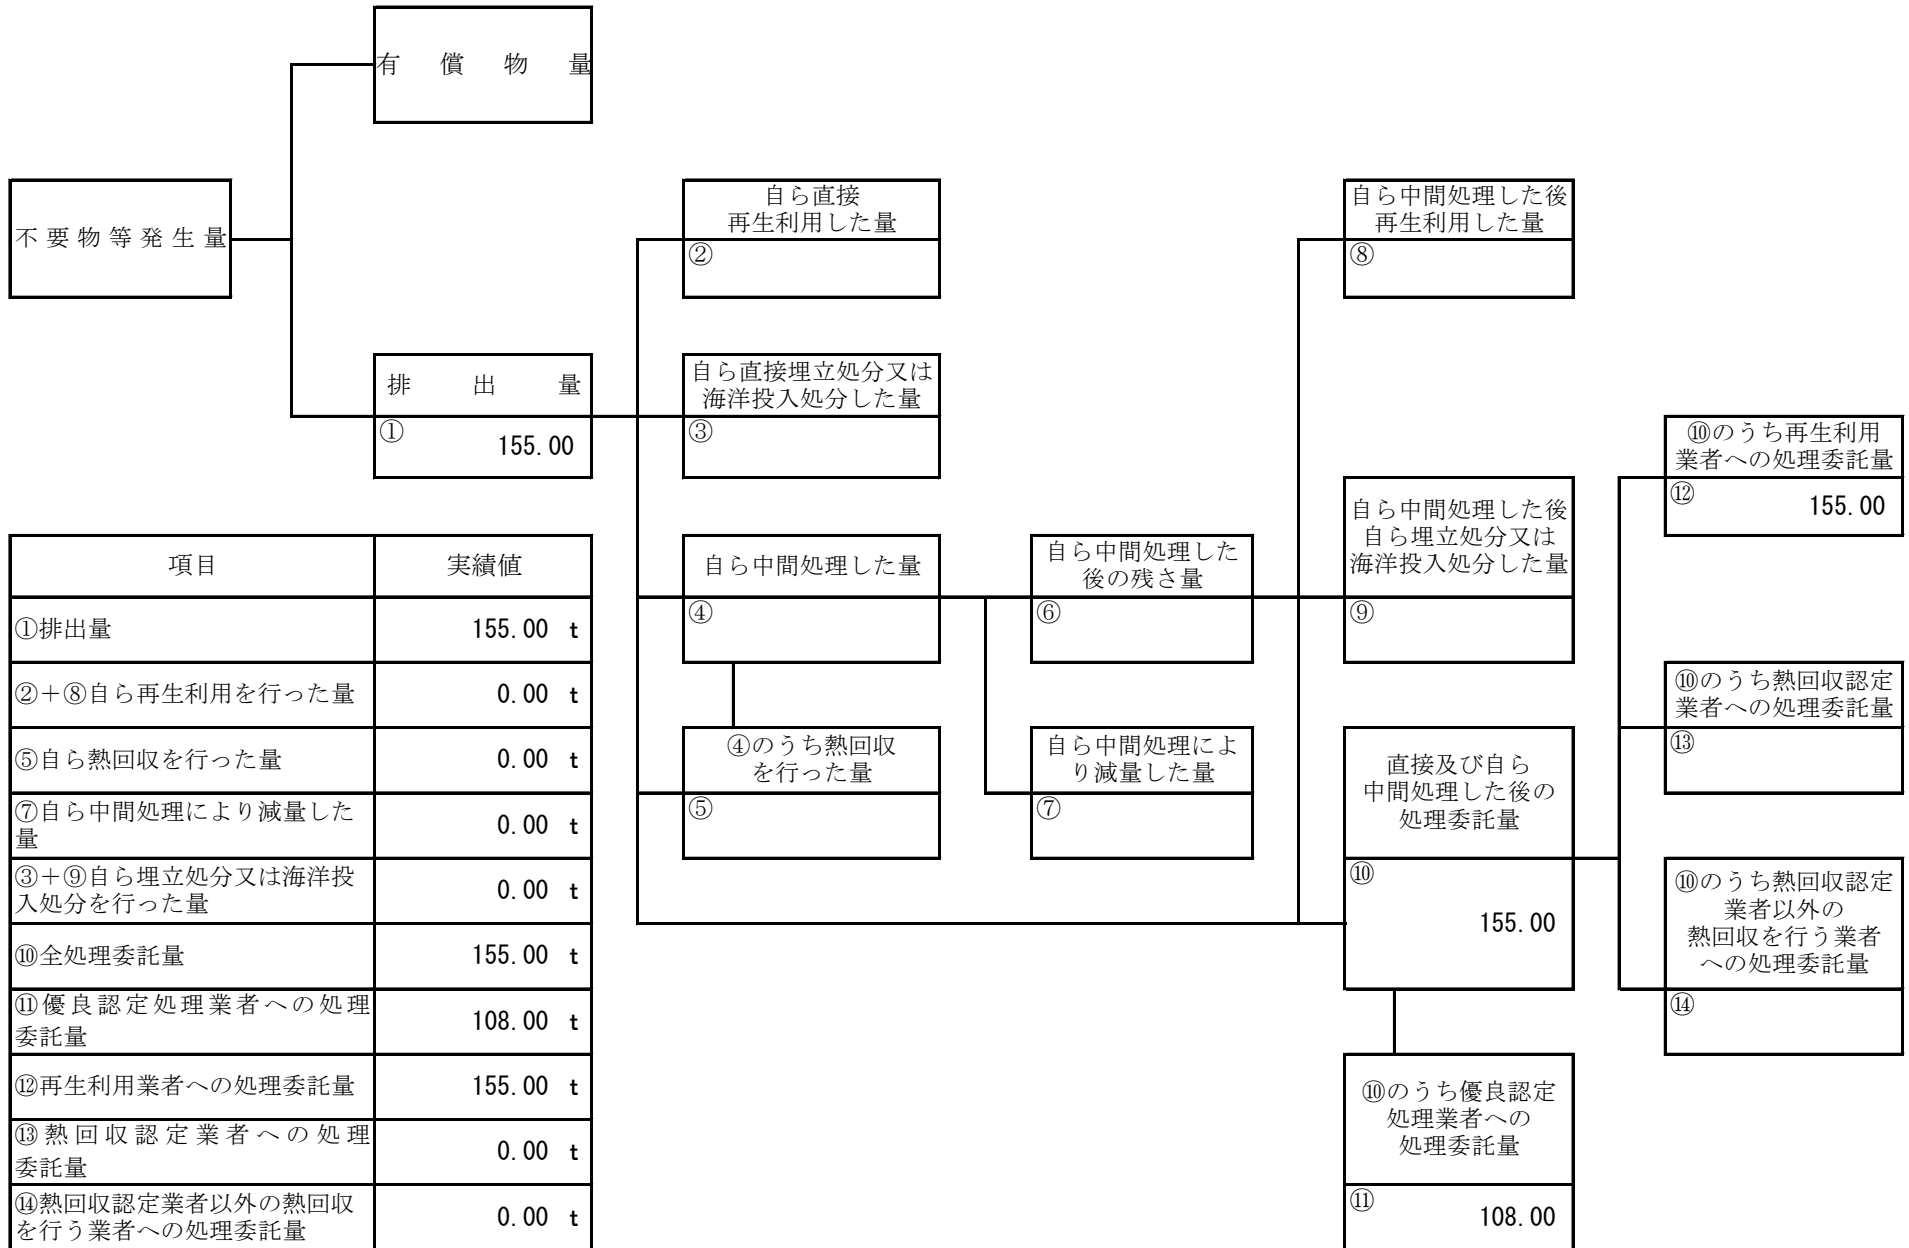 有償物量
不要物等発生量
排出量
①
155.00
自ら直接
再生利用した量
②
自ら直接埋立処分又は
海洋投入処分した量
③
自ら中間処理した量
④
④のうち熱回収
を行った量
⑤
自ら中間処理した
後の残さ量
⑥
自ら中間処理によ
り減量した量
⑦
自ら中間処理した後
再生利用した量
⑧
自ら中間処理した後
自ら埋立処分又は
海洋投入処分した量
⑨
直接及び自ら
中間処理した後の
処理委託量
⑩
155.00
⑩のうち優良認定
処理業者への
処理委託量
⑪
108.00
⑩のうち再生利用
業者への処理委託量
⑫
155.00
⑩のうち熱回収認定
業者への処理委託量
⑬
⑩のうち熱回収認定
業者以外の
熱回収を行う業者
への処理委託量
⑭
項目 実績値
①排出量 155.00 t
②＋⑧自ら再生利用を行った量 0.00 t
⑤自ら熱回収を行った量 0.00 t
⑦自ら中間処理により減量した
量 0.00 t
③＋⑨自ら埋立処分又は海洋投
入処分を行った量 0.00 t
⑩全処理委託量 155.00 t
⑪優良認定処理業者への処理
委託量 108.00 t
⑫再生利用業者への処理委託量 155.00 t
⑬熱回収認定業者への処理
委託量 0.00 t
⑭熱回収認定業者以外の熱回収
を行う業者への処理委託量 0.00 t